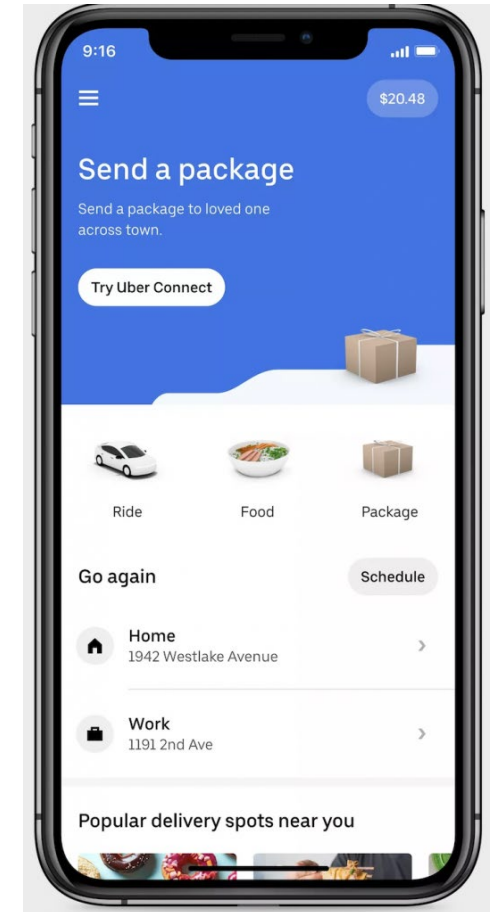 9:16
$20.48
Send a package
Send a package to loved one
across town.
Try Uber Connect
Ride
Food
Package
Go again
Schedule
Home
1942 Westlake Avenue
Work
1191 2nd Ave
Popular delivery spots near you